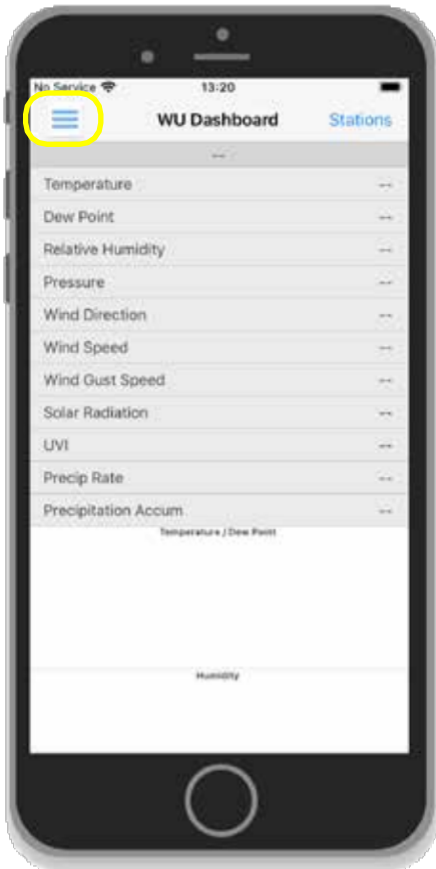 No Service 13:20
WU Dashboard Stations
--
Temperature --
Dew Point --
Relative Humidity --
Pressure --
Wind Direction --
Wind Speed --
Wind Gust Speed --
Solar Radiation --
UVI --
Precip Rate --
Precipitation Accum --
Temperature / Dew Point
Humidity